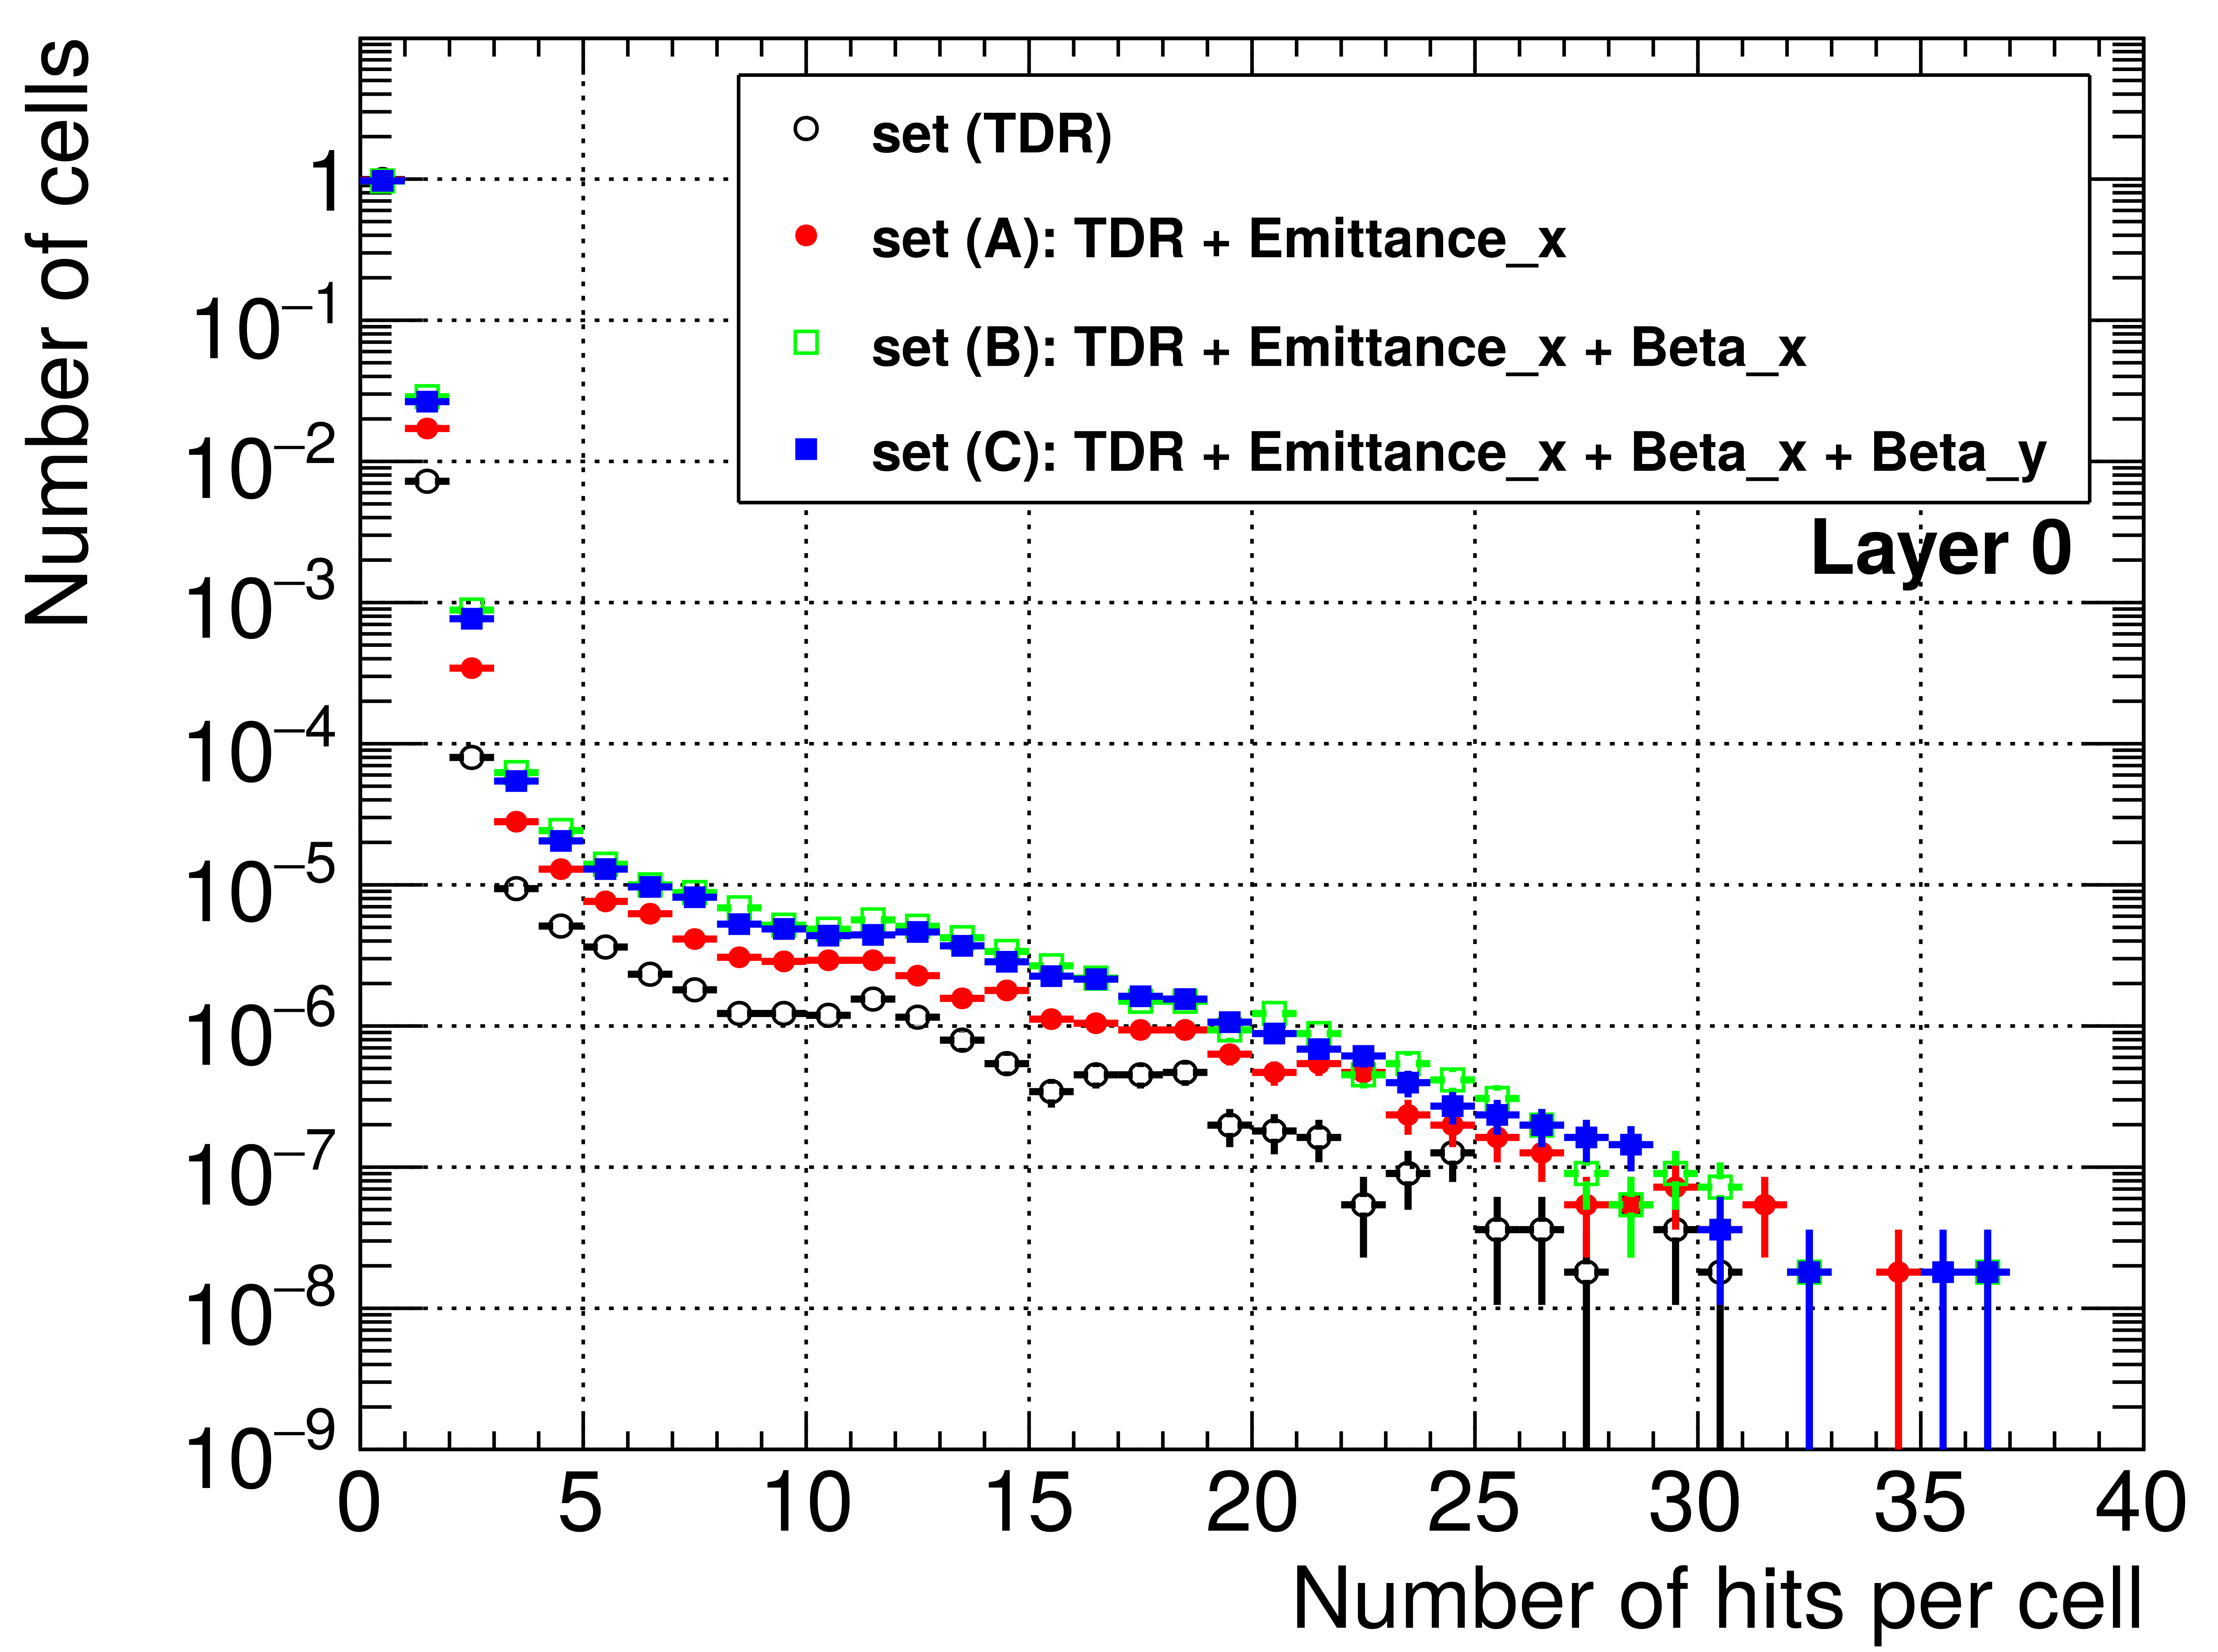 Number of cells
1
10⁻¹
10⁻²
10⁻³
10⁻⁴
10⁻⁵
10⁻⁶
10⁻⁷
10⁻⁸
10⁻⁹
set (TDR)
set (A): TDR + Emittance_x
set (B): TDR + Emittance_x + Beta_x
set (C): TDR + Emittance_x + Beta_x + Beta_y
Layer 0
0 5 10 15 20 25 30 35 40
Number of hits per cell